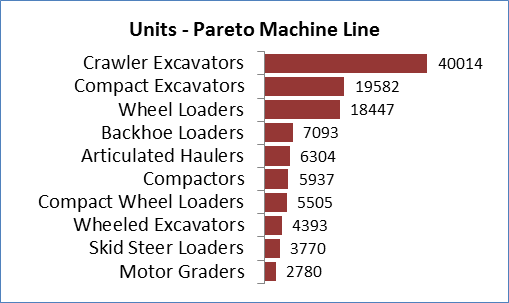 Units - Pareto Machine Line
Crawler Excavators 40014
Compact Excavators 19582
Wheel Loaders 18447
Backhoe Loaders 7093
Articulated Haulers 6304
Compactors 5937
Compact Wheel Loaders 5505
Wheeled Excavators 4393
Skid Steer Loaders 3770
Motor Graders 2780